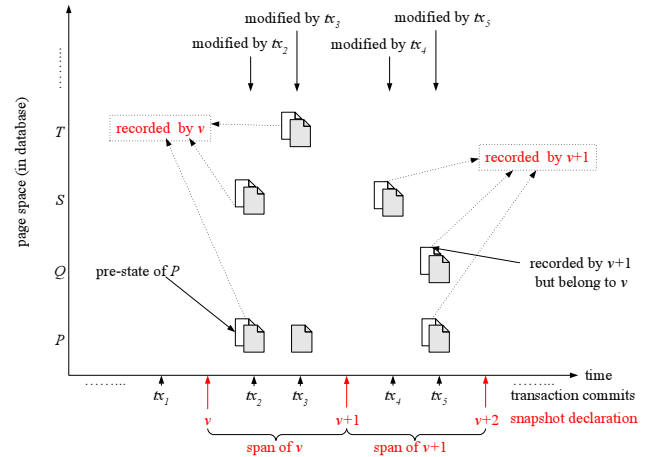 modified by tx3
modified by tx5
modified by tx2
modified by tx4
page space (in database)
T
recorded by v
recorded by v+1
S
Q
recorded by v+1
but belong to v
pre-state of P
P
time
transaction commits
tx1
tx2
tx3
tx4
tx5
snapshot declaration
v
v+1
v+2
span of v
span of v+1